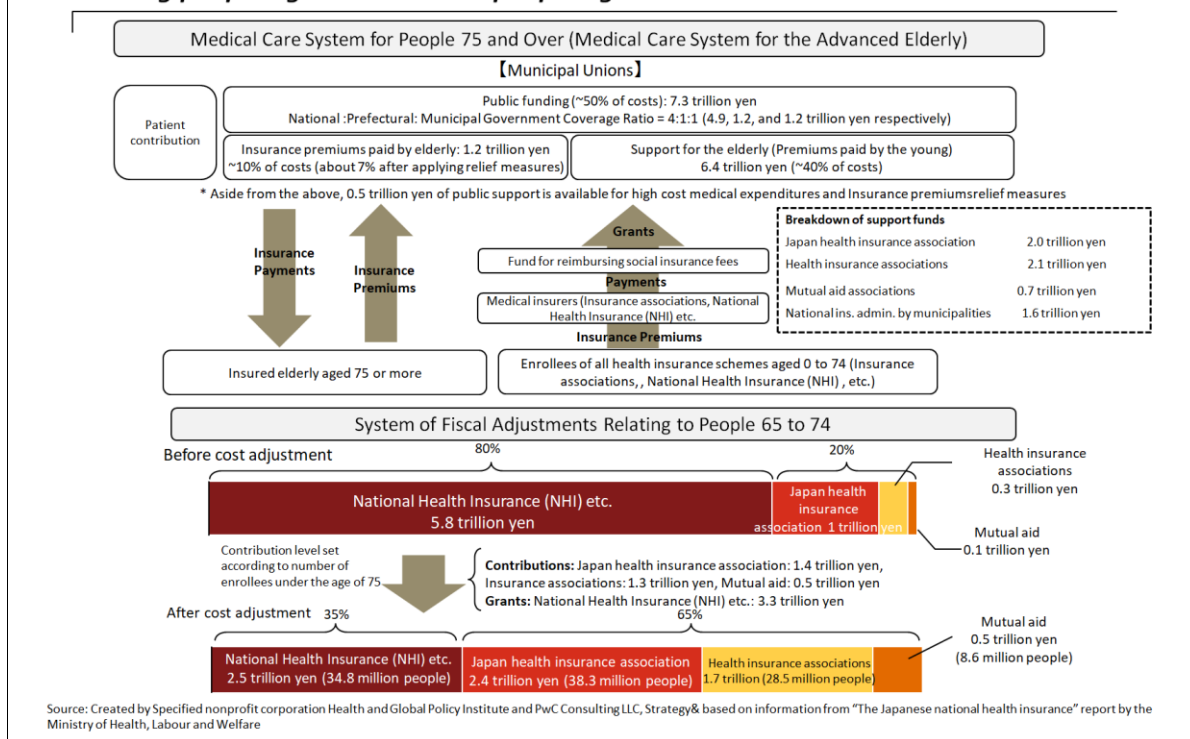 Medical Care System for People 75 and Over (Medical Care System for the Advanced Elderly)
【Municipal Unions】
Patient
contribution
Public funding (~50% of costs): 7.3 trillion yen
National :Prefectural: Municipal Government Coverage Ratio = 4:1:1 (4.9, 1.2, and 1.2 trillion yen respectively)
Insurance premiums paid by elderly: 1.2 trillion yen
~10% of costs (about 7% after applying relief measures)
Support for the elderly (Premiums paid by the young)
6.4 trillion yen (~40% of costs)
* Aside from the above, 0.5 trillion yen of public support is available for high cost medical expenditures and Insurance premiumsrelief measures
Insurance
Payments
Insurance
Premiums
Grants
Fund for reimbursing social insurance fees
Payments
Medical insurers (Insurance associations, National
Health Insurance (NHI) etc.
Insurance Premiums
Breakdown of support funds
Japan health insurance association 2.0 trillion yen
Health insurance associations 2.1 trillion yen
Mutual aid associations 0.7 trillion yen
National ins. admin. by municipalities 1.6 trillion yen
Insured elderly aged 75 or more
Enrollees of all health insurance schemes aged 0 to 74 (Insurance
associations, , National Health Insurance (NHI) , etc.)
System of Fiscal Adjustments Relating to People 65 to 74
Before cost adjustment
80%
20%
Health insurance
associations
0.3 trillion yen
National Health Insurance (NHI) etc.
5.8 trillion yen
Japan health
insurance
association 1 trillion yen
Mutual aid
0.1 trillion yen
Contribution level set
according to number of
enrollees under the age of 75
Contributions: Japan health insurance association: 1.4 trillion yen,
Insurance associations: 1.3 trillion yen, Mutual aid: 0.5 trillion yen
Grants: National Health Insurance (NHI) etc.: 3.3 trillion yen
After cost adjustment
35%
65%
Mutual aid
0.5 trillion yen
(8.6 million people)
National Health Insurance (NHI) etc.
2.5 trillion yen (34.8 million people)
Japan health insurance association
2.4 trillion yen (38.3 million people)
Health insurance associations
1.7 trillion (28.5 million people)
Source: Created by Specified nonprofit corporation Health and Global Policy Institute and PwC Consulting LLC, Strategy& based on information from "The Japanese national health insurance" report by the
Ministry of Health, Labour and Welfare